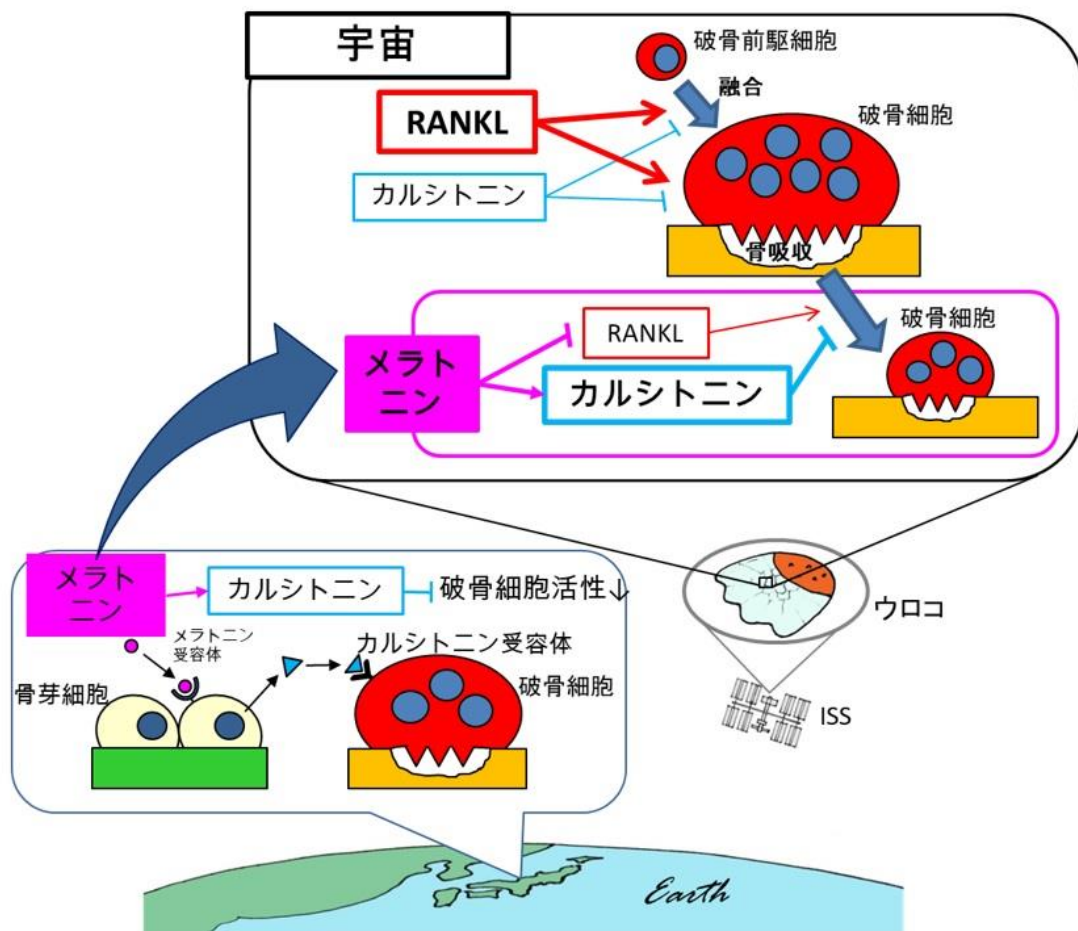 宇宙
破骨前駆細胞
融合
RANKL
破骨細胞
カルシトニン
骨吸収
RANKL
破骨細胞
メラト
ニン
カルシトニン
メラト
ニン
カルシトニン
破骨細胞活性↓
メラトニン
受容体
カルシトニン受容体
骨芽細胞
破骨細胞
ウロコ
ISS
Earth